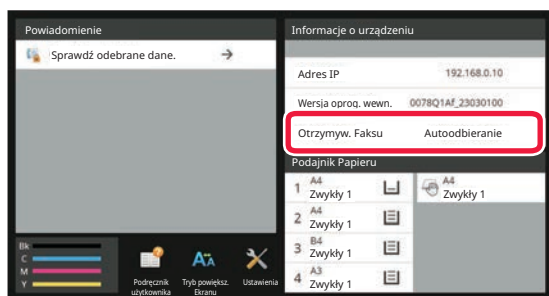 Powiadomienie
Sprawdź odebrane dane.
Informacje o urządzeniu
Adres IP 192.168.0.10
Wersja oprog. wewn. 0078Q1Af_23030100
Otrzymyw. Faksu Autoodbieranie
Podajnik Papieru
1 A4
Zwykły 1
A4
Zwykły 1
2 A4
Zwykły 1
3 B4
Zwykły 1
4 A3
Zwykły 1
Bk
C
M
Y
Podręcznik
użytkownika
Tryb powiększ.
Ekranu
Ustawienia